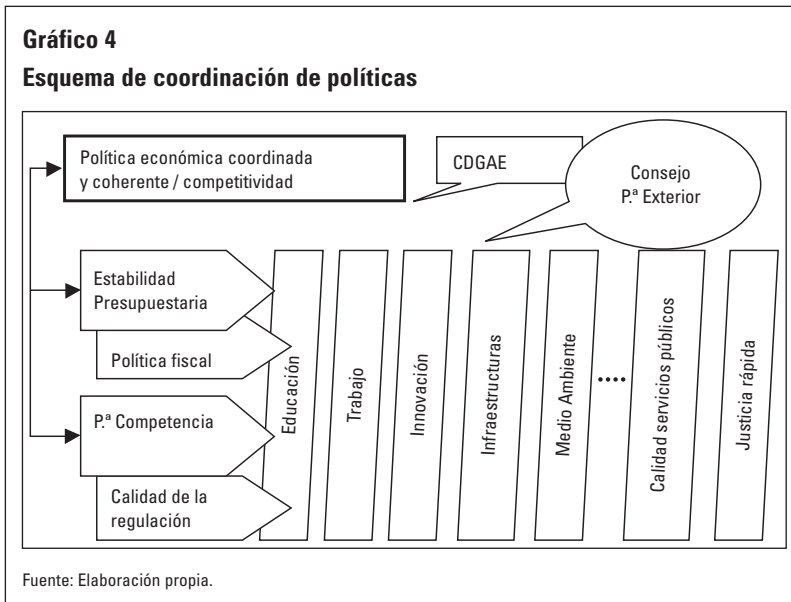 Gráfico 4
Esquema de coordinación de políticas
Política económica coordinada
y coherente / competitividad
CDGAE
Consejo
P.ª Exterior
Estabilidad
Presupuestaria
Política fiscal
P.ª Competencia
Calidad de la
regulación
Educación
Trabajo
Innovación
Infraestructuras
Medio Ambiente
....
Calidad servicios públicos
Justicia rápida
Fuente: Elaboración propia.